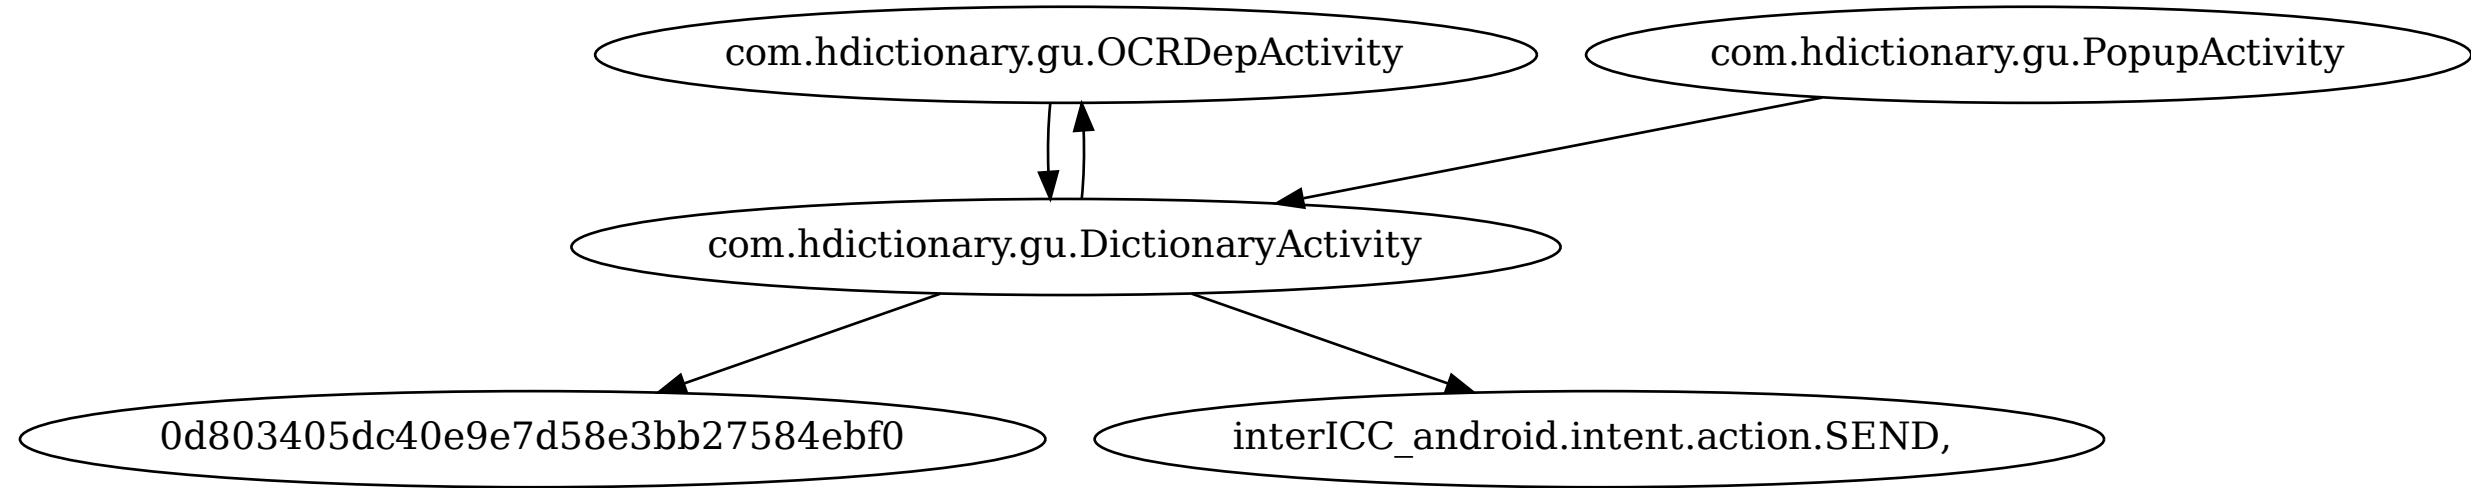 com.hdictionary.gu.OCRDepActivity
com.hdictionary.gu.PopupActivity
com.hdictionary.gu.DictionaryActivity
0d803405dc40e9e7d58e3bb27584ebf0
interICC_android.intent.action.SEND,